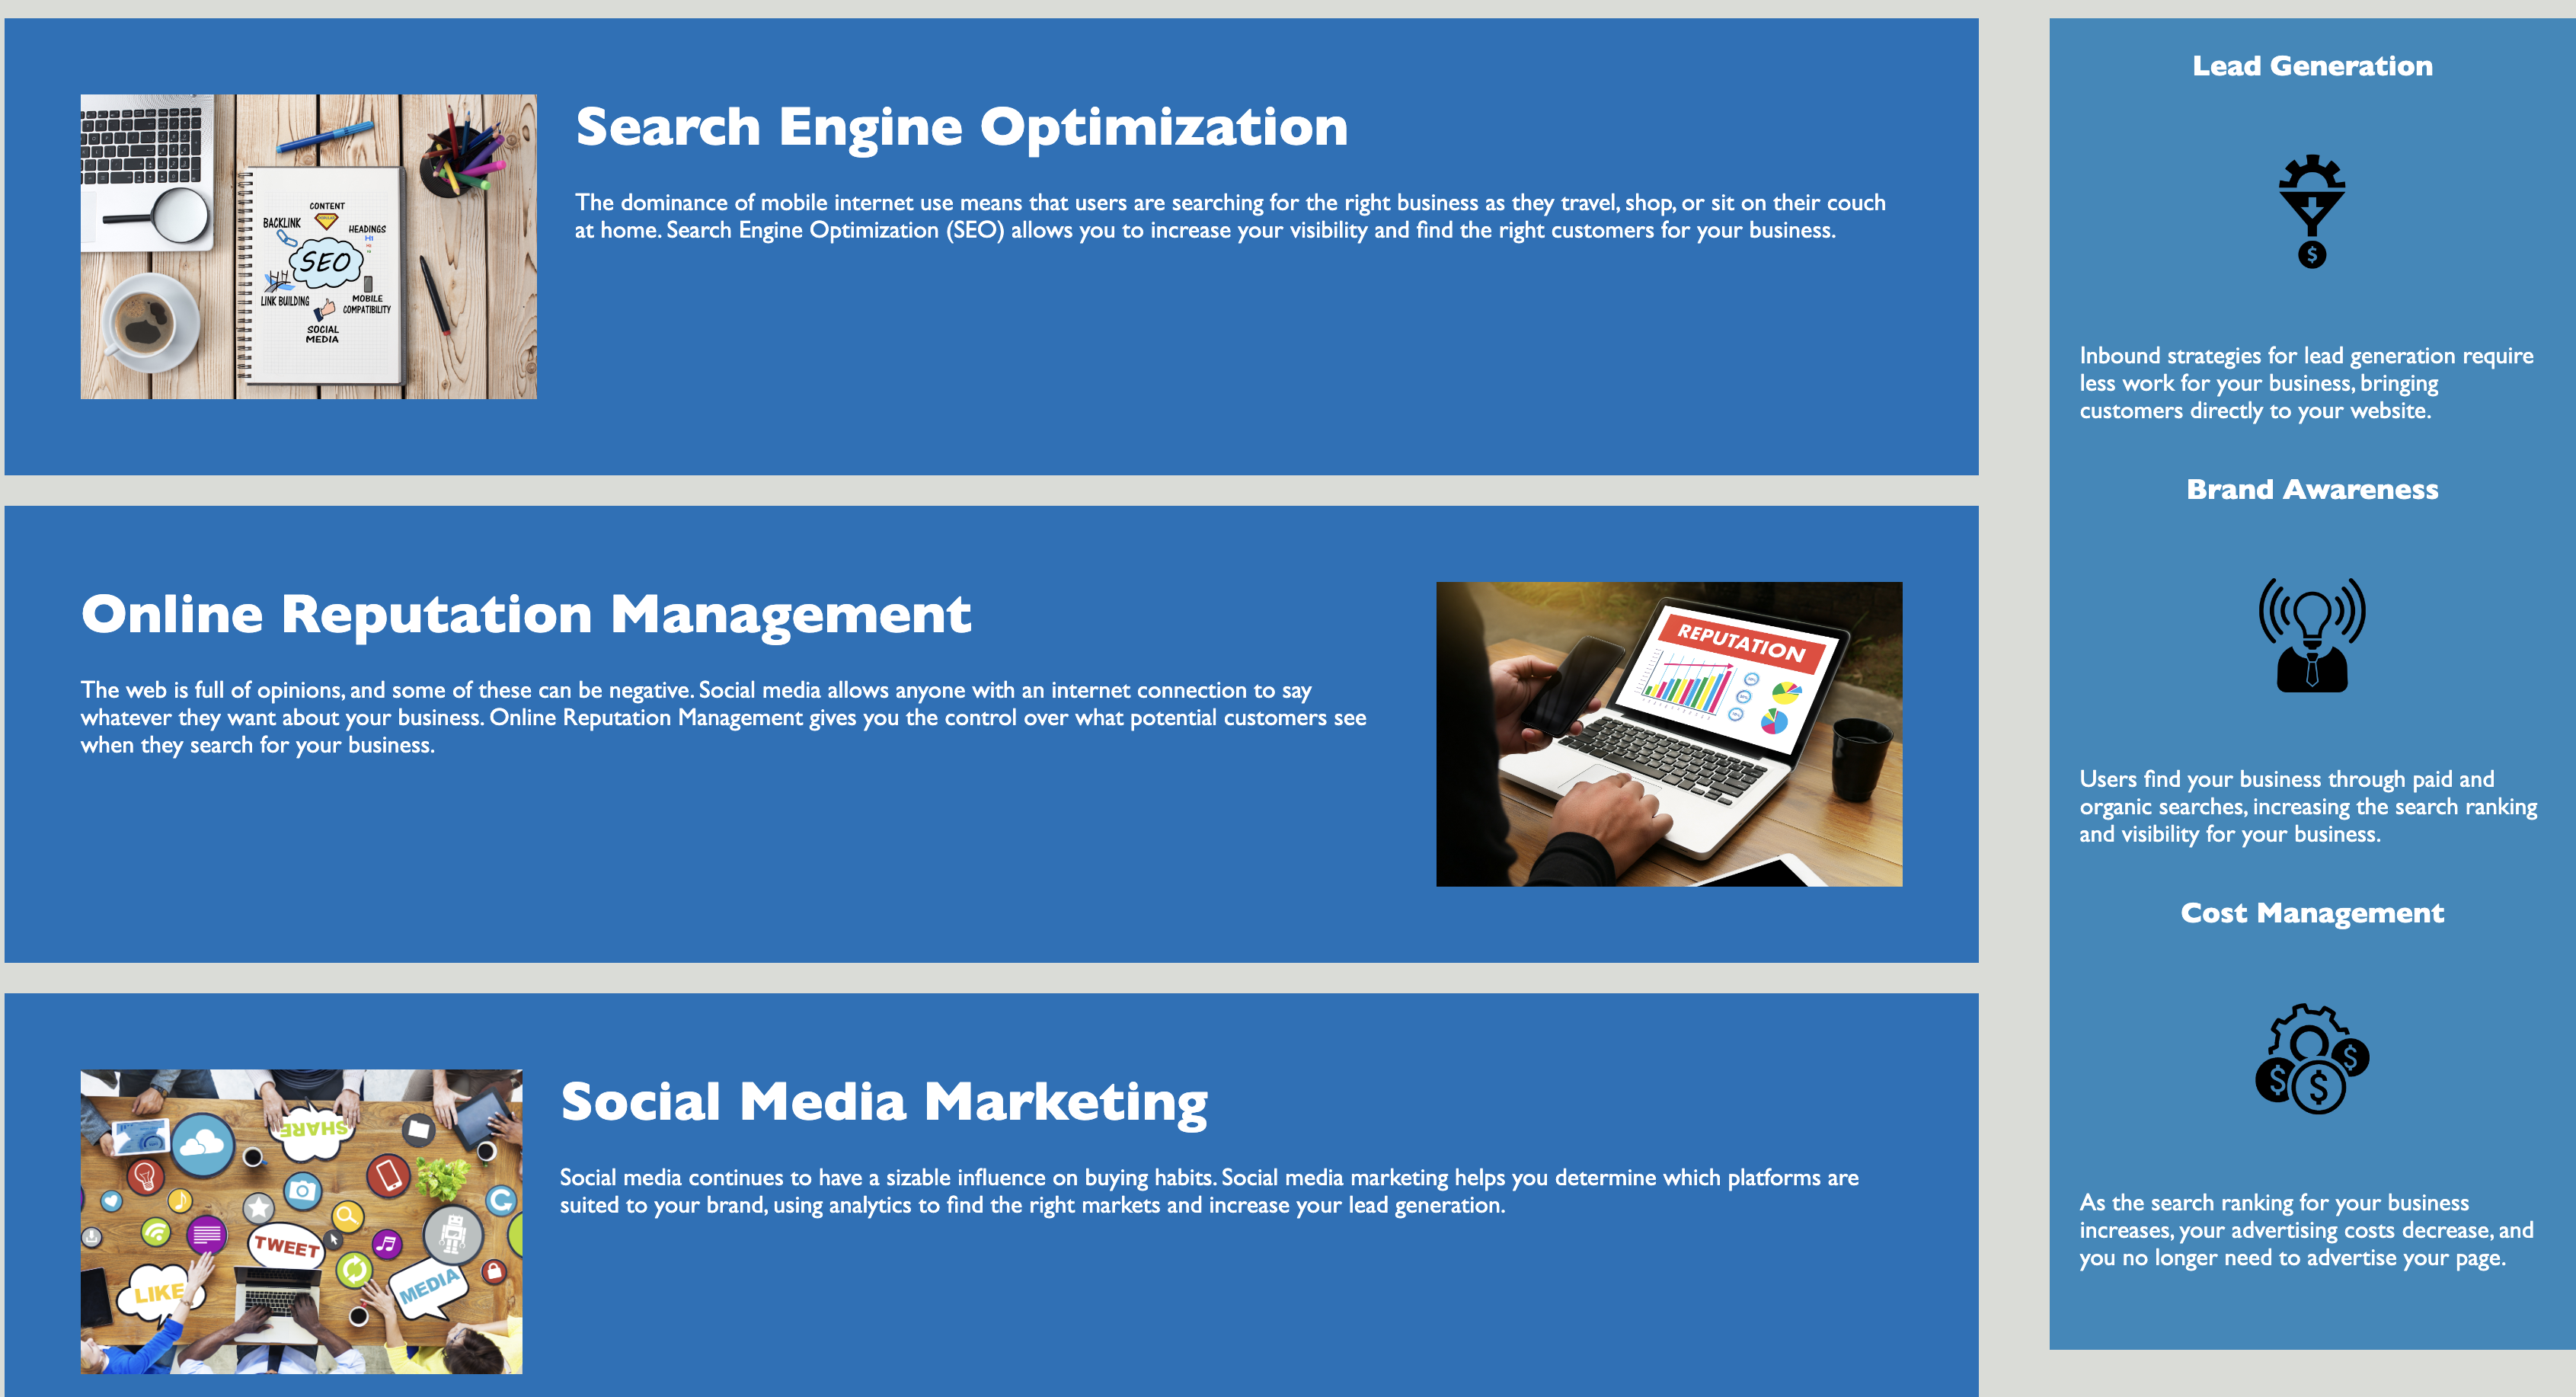 Search Engine Optimization
The dominance of mobile internet use means that users are searching for the right business as they travel, shop, or sit on their couch
at home. Search Engine Optimization (SEO) allows you to increase your visibility and find the right customers for your business.
CONTENT
BACKLINK
HEADINGS
H1
SEO
LINK BUILDING
MOBILE
COMPATIBILITY
SOCIAL
MEDIA
Online Reputation Management
The web is full of opinions, and some of these can be negative. Social media allows anyone with an internet connection to say
whatever they want about your business. Online Reputation Management gives you the control over what potential customers see
when they search for your business.
REPUTATION
Social Media Marketing
Social media continues to have a sizable influence on buying habits. Social media marketing helps you determine which platforms are
suited to your brand, using analytics to find the right markets and increase your lead generation.
SHARE
TWEET
LIKE
MEDIA
Lead Generation
$
Inbound strategies for lead generation require
less work for your business, bringing
customers directly to your website.
Brand Awareness
Users find your business through paid and
organic searches, increasing the search ranking
and visibility for your business.
Cost Management
$ $ $
As the search ranking for your business
increases, your advertising costs decrease, and
you no longer need to advertise your page.